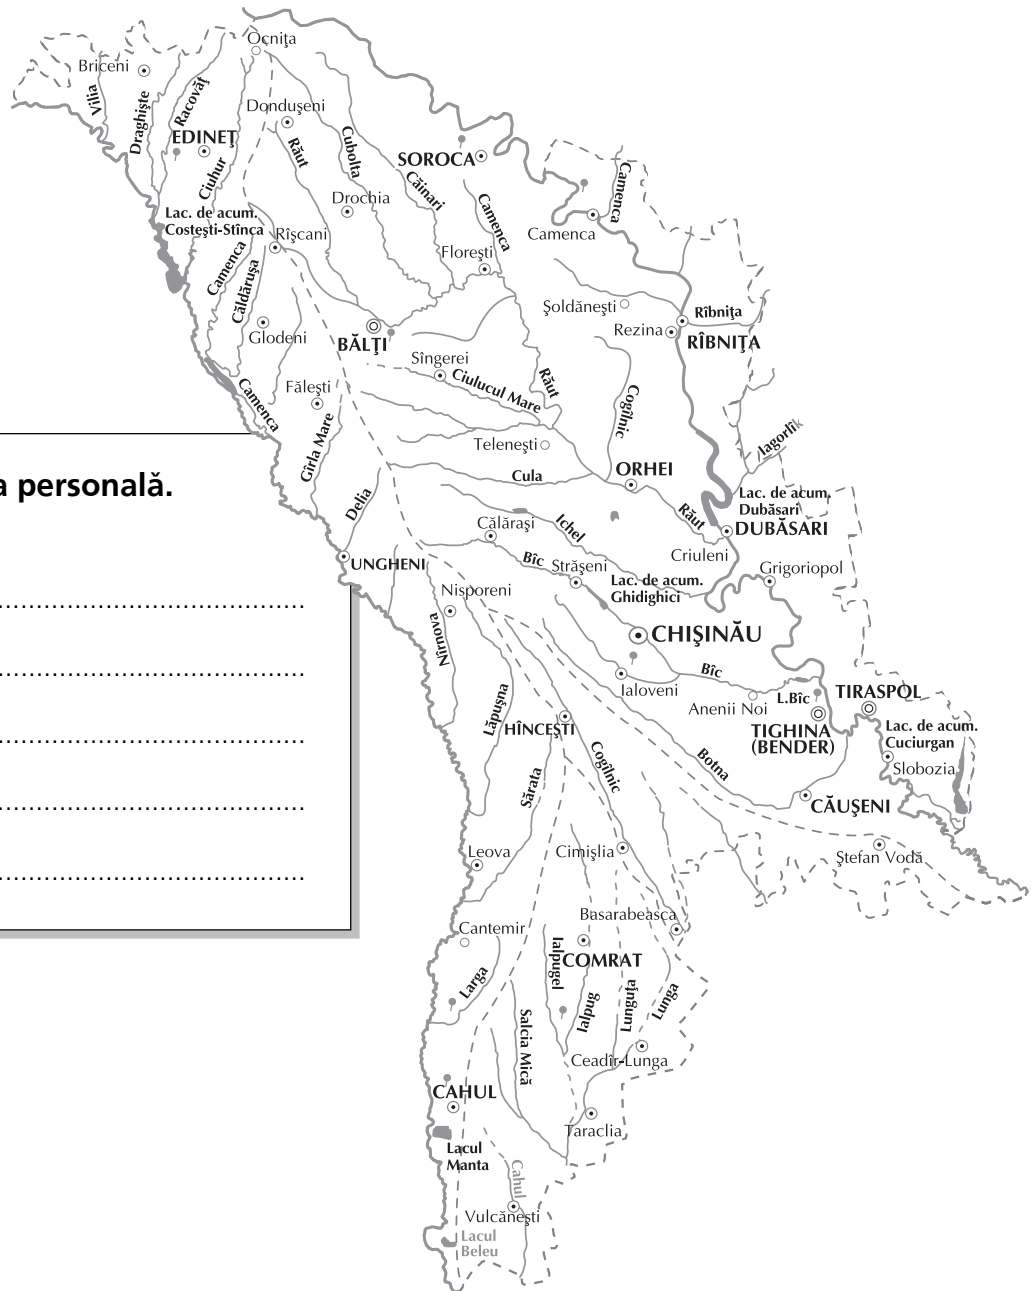 Ocniţa
Briceni
Vilia
Draghişte
Racovăţ
Donduşeni
EDINEŢ
Răut
Cubolta
SOROCA
Ciuhur
Căinari
Camenca
Drochia
Camenca
Lac. de acum.
Costeşti-Stînca
Rîşcani
Camenca
Floreşti
Camenca
Căldăruşa
Şoldăneşti
Rîbniţa
Rezina
RÎBNIŢA
Glodeni
BĂLŢI
Sîngerei
Ciulucul Mare
Făleşti
Camenca
Răut
Cogîlnic
Gîrla Mare
Teleneşti
Iagorlîk
a personală.
Cula
ORHEI
Delia
Lac. de acum.
Dubăsari
Răut
DUBĂSARI
Călăraşi
Ichel
Criuleni
UNGHENI
Bîc
Străşeni
Grigoriopol
Lac. de acum.
Ghidighici
Nisporeni
Nîrnova
CHIŞINĂU
Bîc
Ialoveni
Anenii Noi
L.Bîc
TIRASPOL
Lăpuşna
HÎNCEŞTI
TIGHINA
(BENDER)
Lac. de acum.
Cuciurgan
Cogîlnic
Botna
Slobozia
Sărata
CĂUŞENI
Leova
Cimişlia
Ştefan Vodă
Basarabeasca
Cantemir
Ialpugel
COMRAT
Larga
Ialpug
Lunguţa
Lunga
Salcia Mică
Ceadîr-Lunga
CAHUL
Taraclia
Lacul
Manta
Cahul
Vulcăneşti
Lacul
Beleu